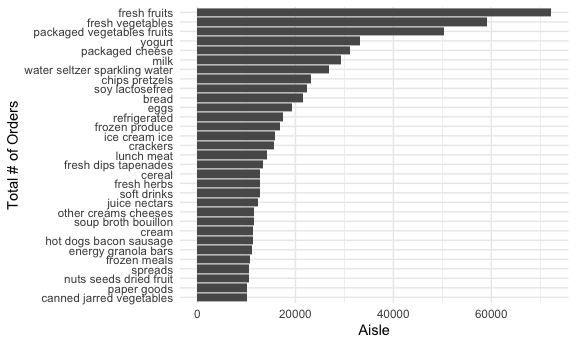 fresh fruits
fresh vegetables
packaged vegetables fruits
yogurt
packaged cheese
milk
water seltzer sparkling water
chips pretzels
soy lactosefree
bread
eggs
refrigerated
frozen produce
ice cream ice
crackers
lunch meat
fresh dips tapenades
cereal
fresh herbs
soft drinks
juice nectars
other creams cheeses
soup broth bouillon
cream
hot dogs bacon sausage
energy granola bars
frozen meals
spreads
nuts seeds dried fruit
paper goods
canned jarred vegetables
Total # of Orders
0 20000 40000 60000
Aisle